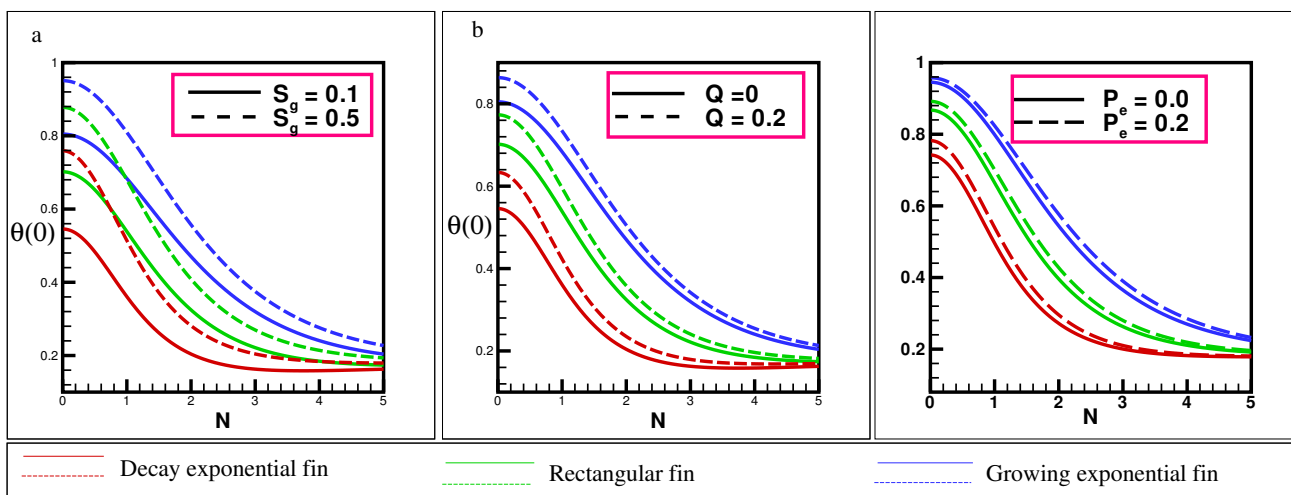 a
1
0.8
0.6
θ(0)
0.4
0.2
0 1 2 3 4 5
N
S_g = 0.1
S_g = 0.5
b
0.8
0.6
θ(0)
0.4
0.2
0 1 2 3 4 5
N
Q =0
Q = 0.2
1
0.8
0.6
0.4
0.2
0 1 2 3 4 5
N
P_e = 0.0
P_e = 0.2
Decay exponential fin
Rectangular fin
Growing exponential fin